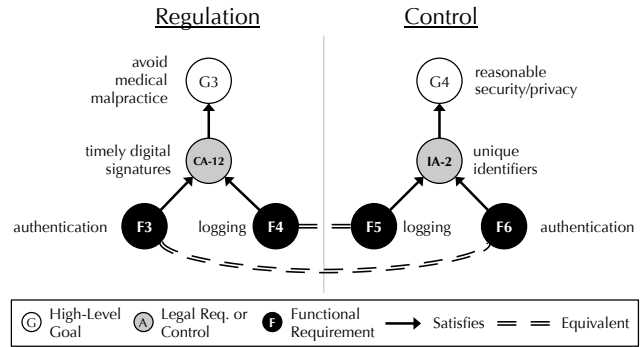 Regulation
Control
avoid
medical
malpractice
G3
G4
reasonable
security/privacy
timely digital
signatures
CA-12
IA-2
unique
identifiers
authentication
F3
logging
F4
F5
logging
F6
authentication
G
High-Level
Goal
A
Legal Req. or
Control
F
Functional
Requirement
Satisfies
Equivalent